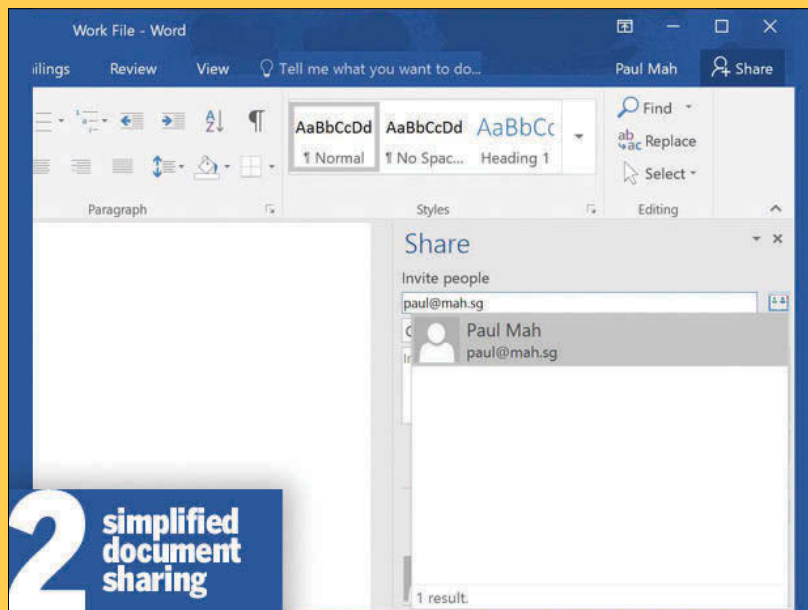 Work File - Word
ilings Review View Tell me what you want to do... Paul Mah Share
AaBbCcDd AaBbCcDd AaBbCc
¶ Normal ¶ No Spac... Heading 1
Find
Replace
Select
Paragraph Styles Editing
Share
Invite people
paul@mah.sg
Paul Mah
paul@mah.sg
1 result.
2 simplified
document
sharing